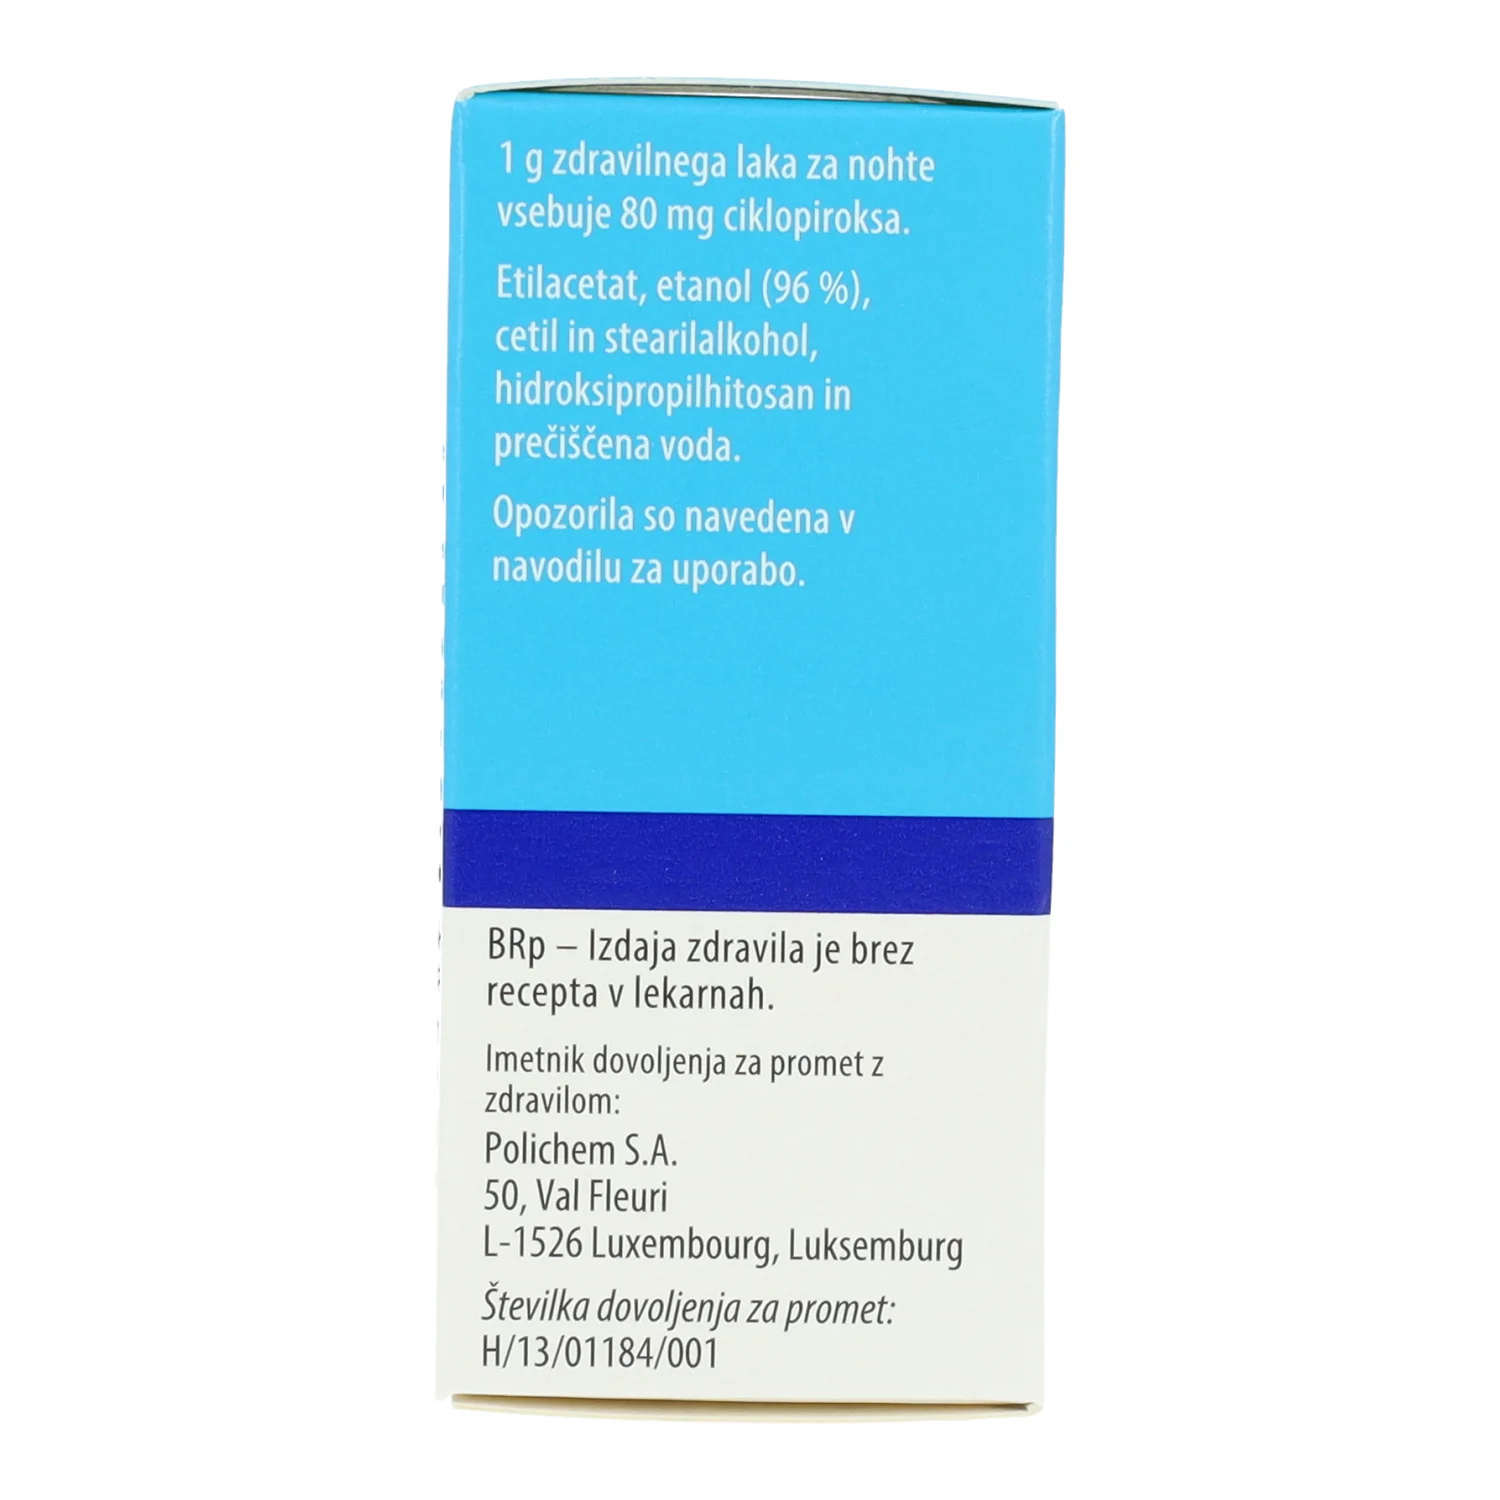 1 g zdravilnega laka za nohte
vsebuje 80 mg ciklopiroksa.
Etilacetat, etanol (96 %),
cetil in stearilalkohol,
hidroksipropilhitosan in
prečiščena voda.
Opozorila so navedena v
navodilu za uporabo.
BRp – Izdaja zdravila je brez
recepta v lekarnah.
Imetnik dovoljenja za promet z
zdravilom:
Polichem S.A.
50, Val Fleuri
L-1526 Luxembourg, Luksemburg
Številka dovoljenja za promet:
H/13/01184/001